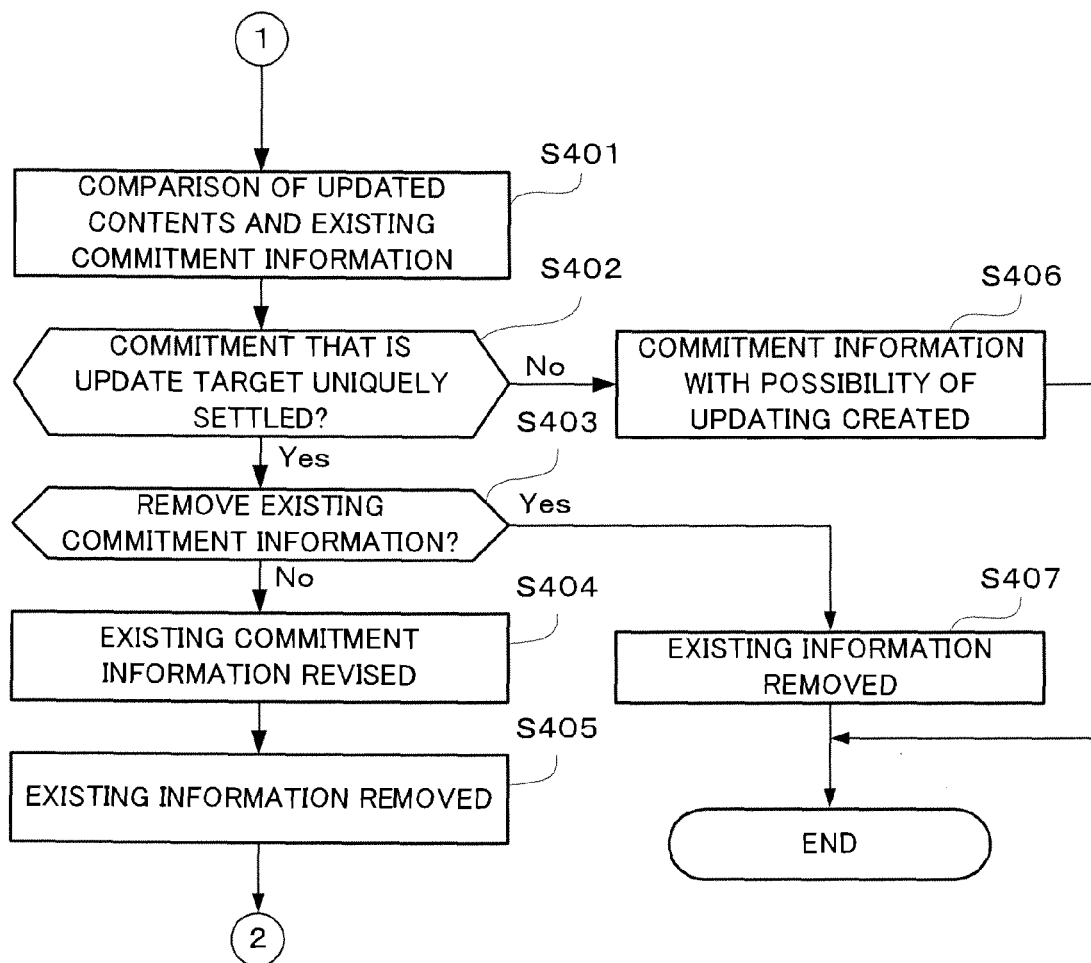 1
S401
COMPARISON OF UPDATED
CONTENTS AND EXISTING
COMMITMENT INFORMATION
S402
COMMITMENT THAT IS
UPDATE TARGET UNIQUELY
SETTLED?
No
S406
COMMITMENT INFORMATION
WITH POSSIBILITY OF
UPDATING CREATED
Yes
S403
REMOVE EXISTING
COMMITMENT INFORMATION?
Yes
No
S404
EXISTING COMMITMENT
INFORMATION REVISED
S407
EXISTING INFORMATION
REMOVED
S405
EXISTING INFORMATION REMOVED
END
2